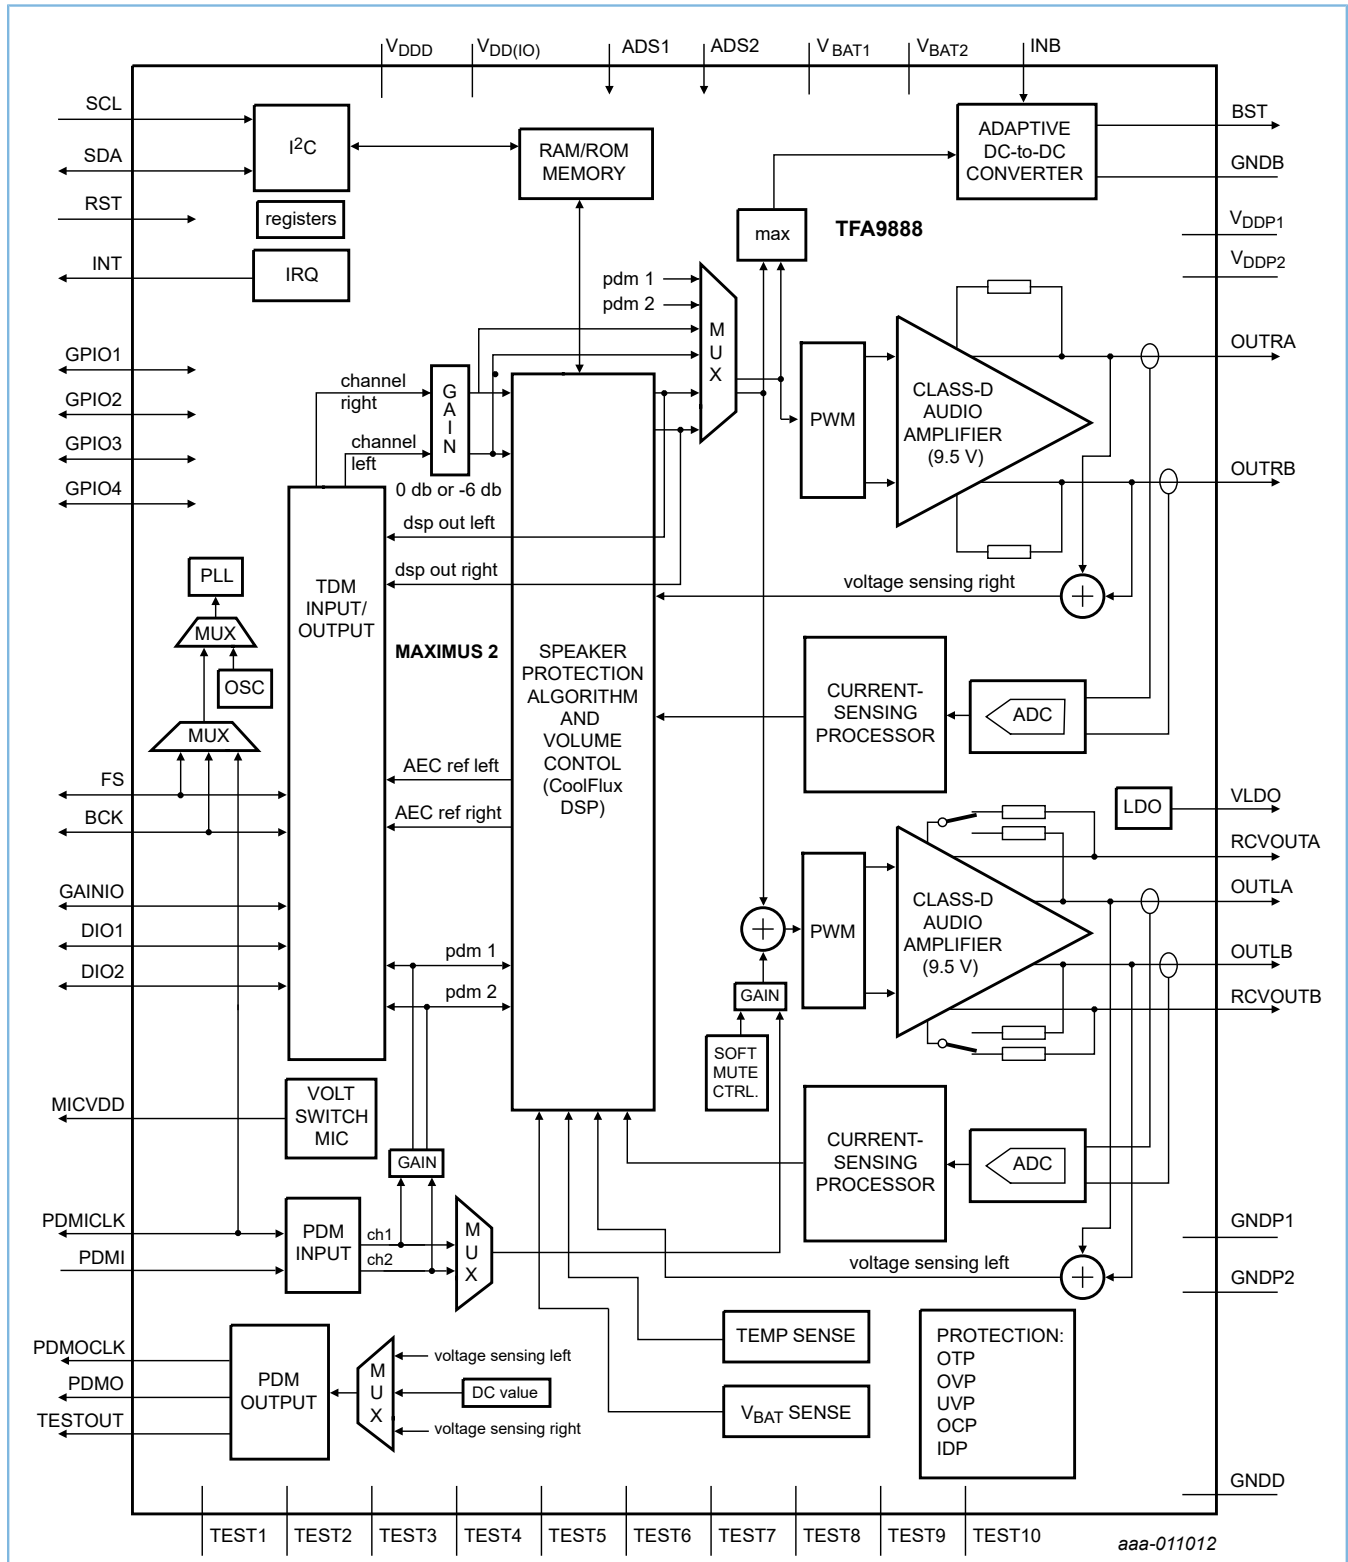 VDDD
VDD(IO)
ADS1
ADS2
VBAT1
VBAT2
INB
SCL
SDA
RST
INT
I2C
registers
IRQ
RAM/ROM
MEMORY
ADAPTIVE
DC-to-DC
CONVERTER
BST
GNDB
VDDP1
VDDP2
max
TFA9888
pdm 1
pdm 2
MUX
GPIO1
GPIO2
GPIO3
GPIO4
channel
right
channel
left
GAIN
0 db or -6 db
PWM
CLASS-D
AUDIO
AMPLIFIER
(9.5 V)
OUTRA
OUTRB
dsp out left
dsp out right
voltage sensing right
PLL
MUX
OSC
MUX
TDM
INPUT/
OUTPUT
MAXIMUS 2
SPEAKER
PROTECTION
ALGORITHM
AND
VOLUME
CONTOL
(CoolFlux
DSP)
CURRENT-
SENSING
PROCESSOR
ADC
FS
BCK
AEC ref left
AEC ref right
LDO
VLDO
RCVOUTA
OUTLA
OUTLB
RCVOUTB
GAINIO
DIO1
DIO2
pdm 1
pdm 2
PWM
CLASS-D
AUDIO
AMPLIFIER
(9.5 V)
GAIN
SOFT
MUTE
CTRL.
MICVDD
VOLT
SWITCH
MIC
GAIN
CURRENT-
SENSING
PROCESSOR
ADC
PDMICLK
PDMI
PDM
INPUT
ch1
ch2
MUX
voltage sensing left
GNDP1
GNDP2
PDMOCLK
PDMO
TESTOUT
PDM
OUTPUT
MUX
voltage sensing left
DC value
voltage sensing right
TEMP SENSE
VBAT SENSE
PROTECTION:
OTP
OVP
UVP
OCP
IDP
GNDD
TEST1
TEST2
TEST3
TEST4
TEST5
TEST6
TEST7
TEST8
TEST9
TEST10
aaa-011012